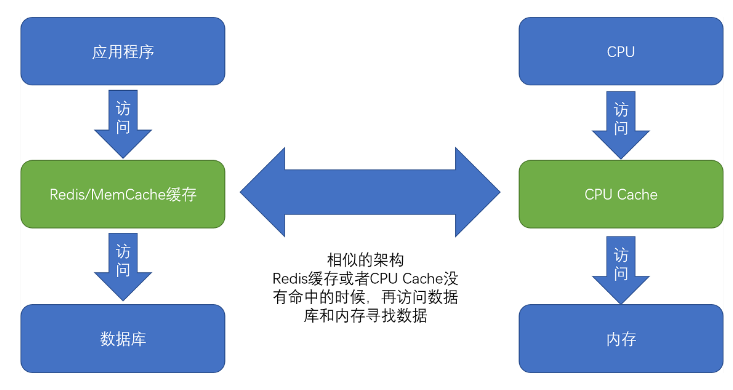 应用程序
CPU
访
问
访
问
Redis/MemCache缓存
CPU Cache
访
问
访
问
相似的架构
Redis缓存或者CPU Cache没
有命中的时候，再访问数据
库和内存寻找数据
数据库
内存